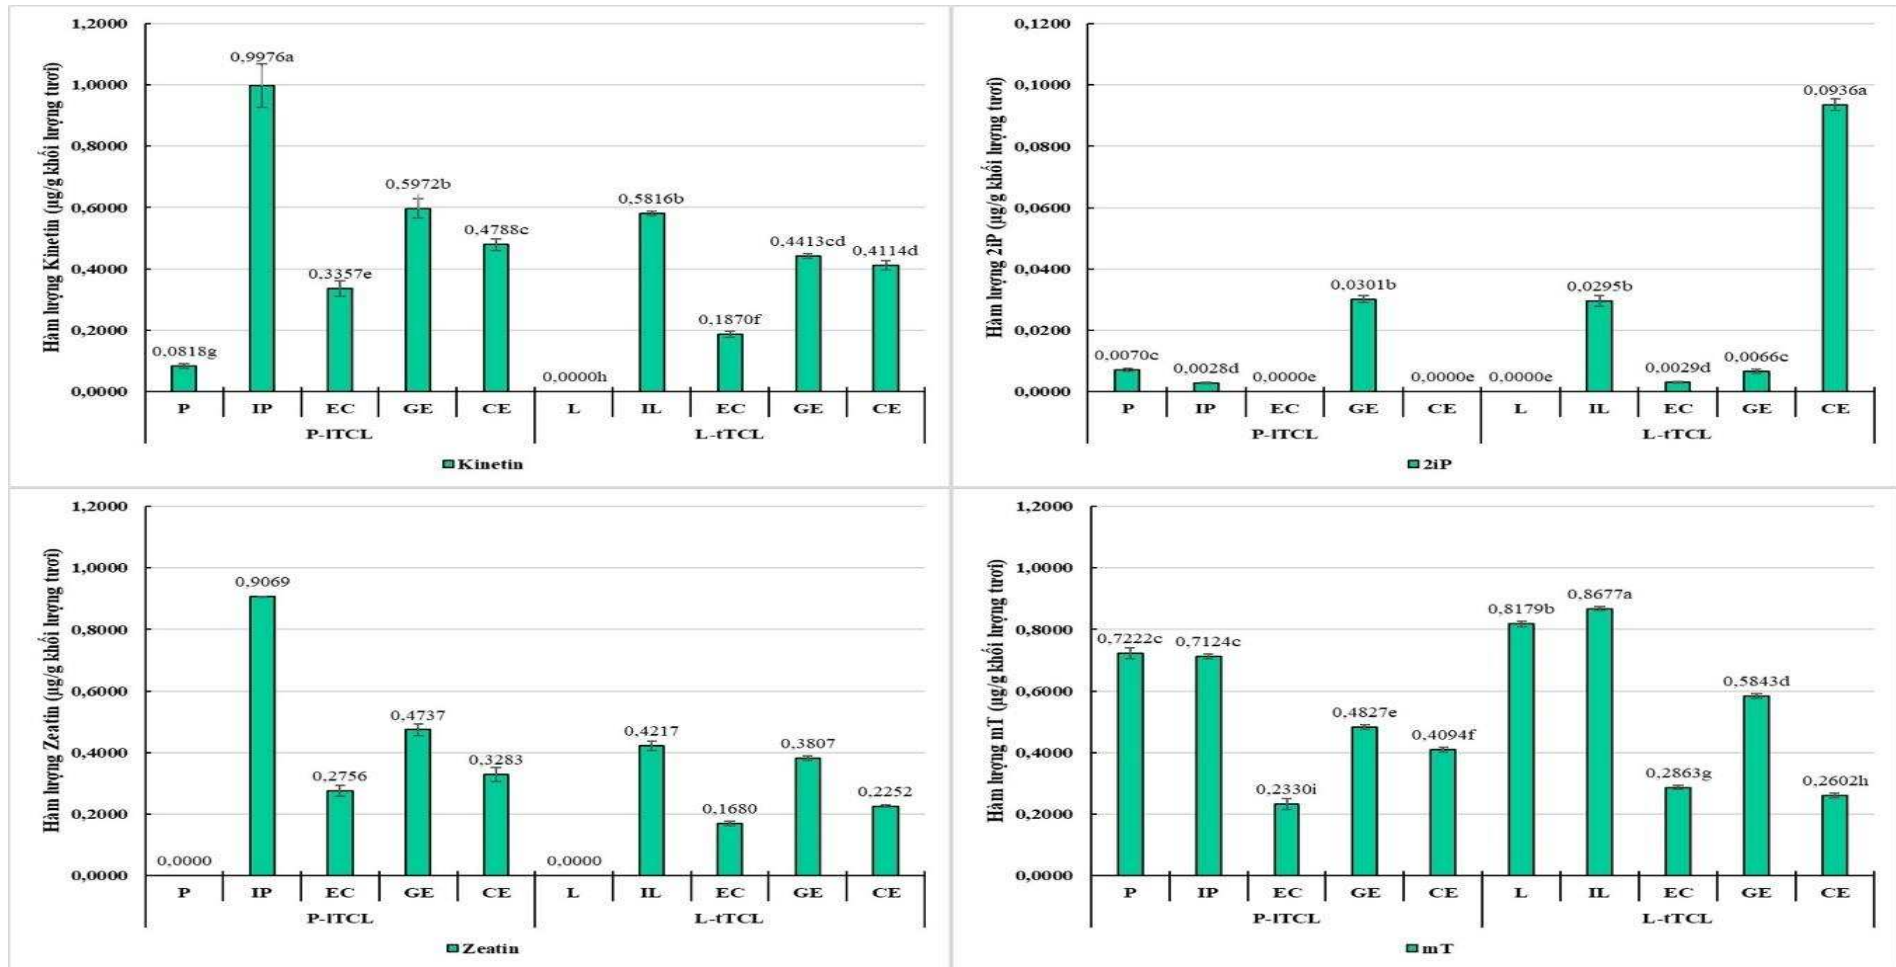 Hàm lượng Kinetin (µg/g khối lượng tươi)
1,2000
1,0000
0,8000
0,6000
0,4000
0,2000
0,0000
0,0818g
0,9976a
0,3357e
0,5972b
0,4788c
0,0000h
0,5816b
0,1870f
0,4413cd
0,4114d
P IP EC GE CE L IL EC GE CE
P-lTCL L-tTCL
Kinetin
Hàm lượng 2iP (µg/g khối lượng tươi)
0,1200
0,1000
0,0800
0,0600
0,0400
0,0200
0,0000
0,0070c
0,0028d
0,0000e
0,0301b
0,0000e
0,0000e
0,0295b
0,0029d
0,0066c
0,0936a
P IP EC GE CE L IL EC GE CE
P-lTCL L-tTCL
2iP
Hàm lượng Zeatin (µg/g khối lượng tươi)
1,2000
1,0000
0,8000
0,6000
0,4000
0,2000
0,0000
0,0000
0,9069
0,2756
0,4737
0,3283
0,0000
0,4217
0,1680
0,3807
0,2252
P IP EC GE CE L IL EC GE CE
P-lTCL L-tTCL
Zeatin
Hàm lượng mT (µg/g khối lượng tươi)
1,2000
1,0000
0,8000
0,6000
0,4000
0,2000
0,0000
0,7222c
0,7124c
0,2330i
0,4827e
0,4094f
0,8179b
0,8677a
0,2863g
0,5843d
0,2602h
P IP EC GE CE L IL EC GE CE
P-lTCL L-tTCL
mT